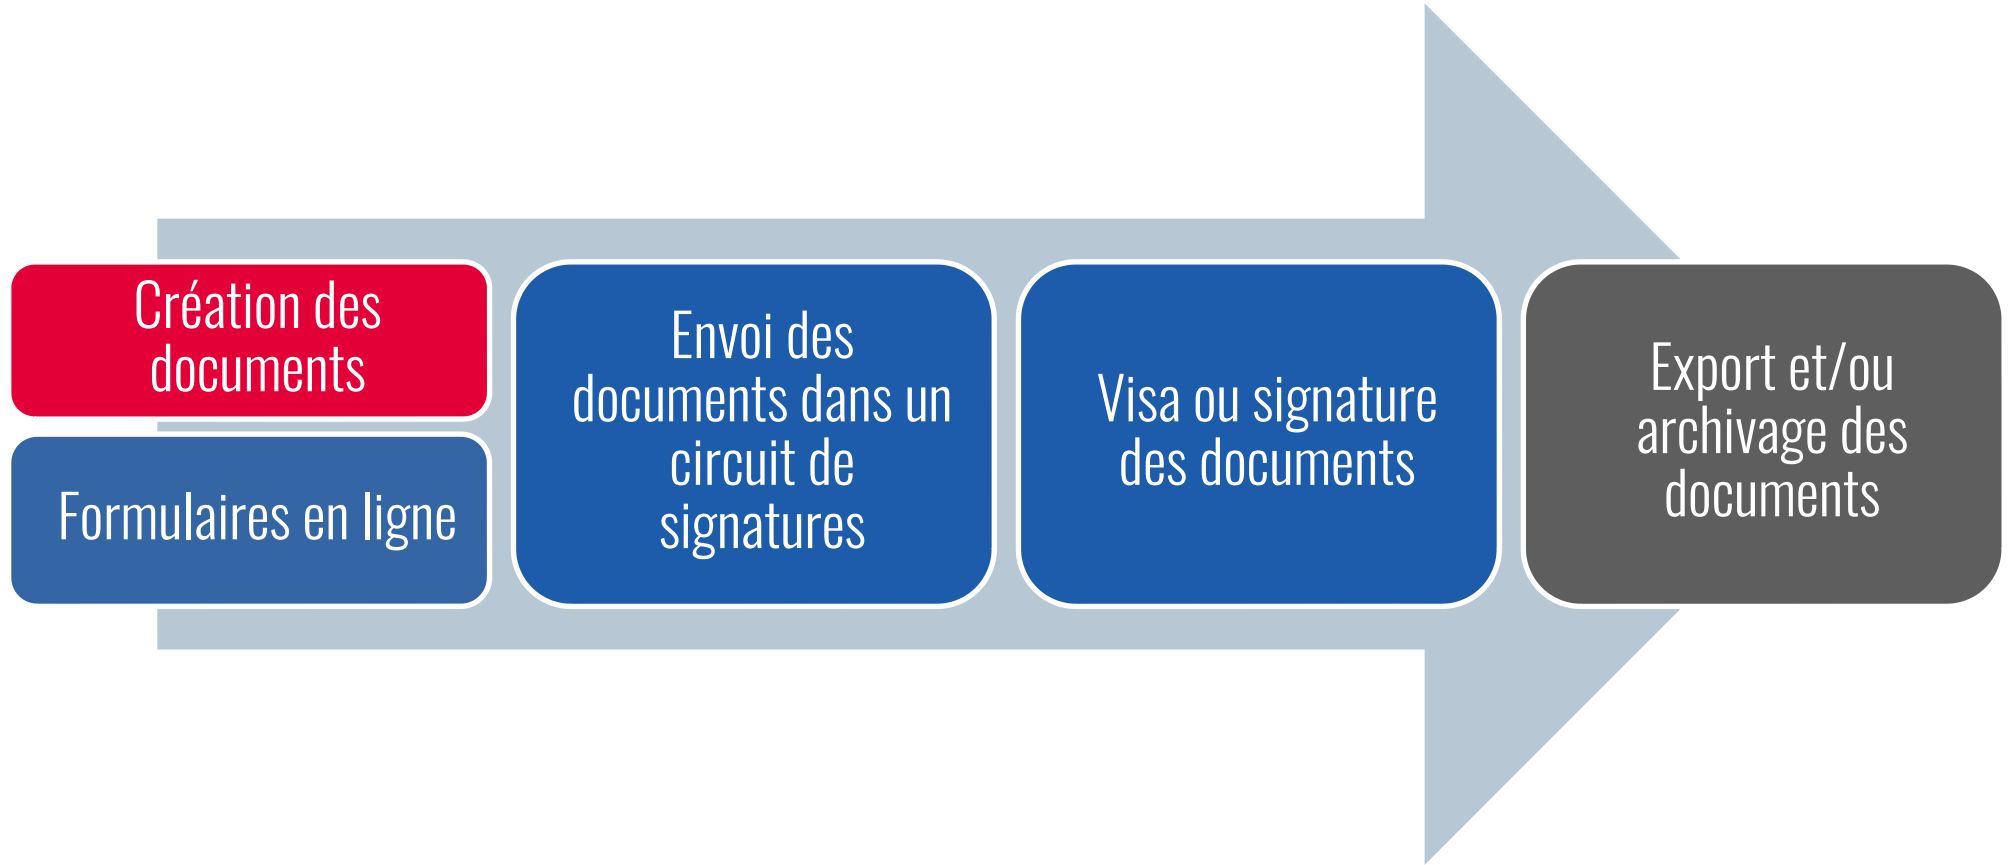 Création des
documents
Formulaires en ligne
Envoi des
documents dans un
circuit de
signatures
Visa ou signature
des documents
Export et/ou
archivage des
documents